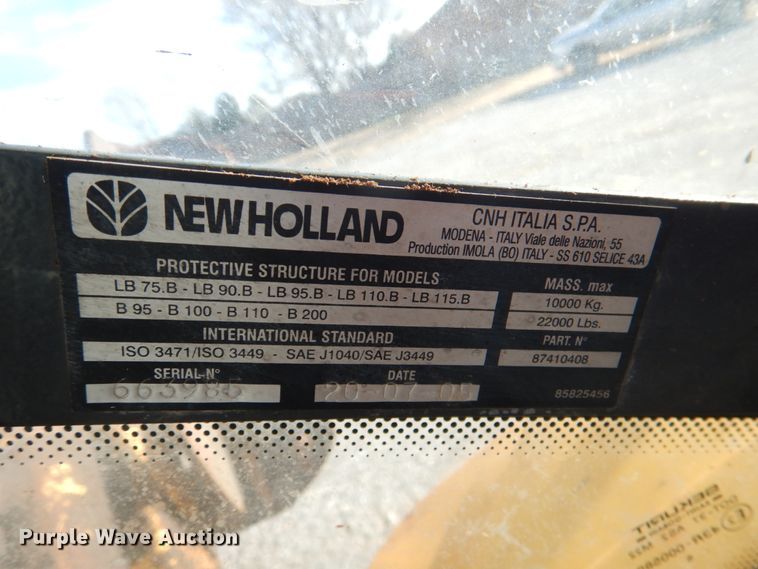 NEW HOLLAND
CNH ITALIA S.P.A.
MODENA - ITALY Viale delle Nazioni, 55
Production IMOLA (BO) ITALY - SS 610 SELICE 43A
PROTECTIVE STRUCTURE FOR MODELS
LB 75.B - LB 90.B - LB 95.B - LB 110.B - LB 115.B
B 95 - B 100 - B 110 - B 200
MASS. max
10000 Kg.
22000 Lbs.
INTERNATIONAL STANDARD
ISO 3471/ISO 3449 - SAE J1040/SAE J3449
PART. N°
87410408
SERIAL-N°
663985
DATE
20-07 05
85825456
SEKURIT
Purple Wave Auction